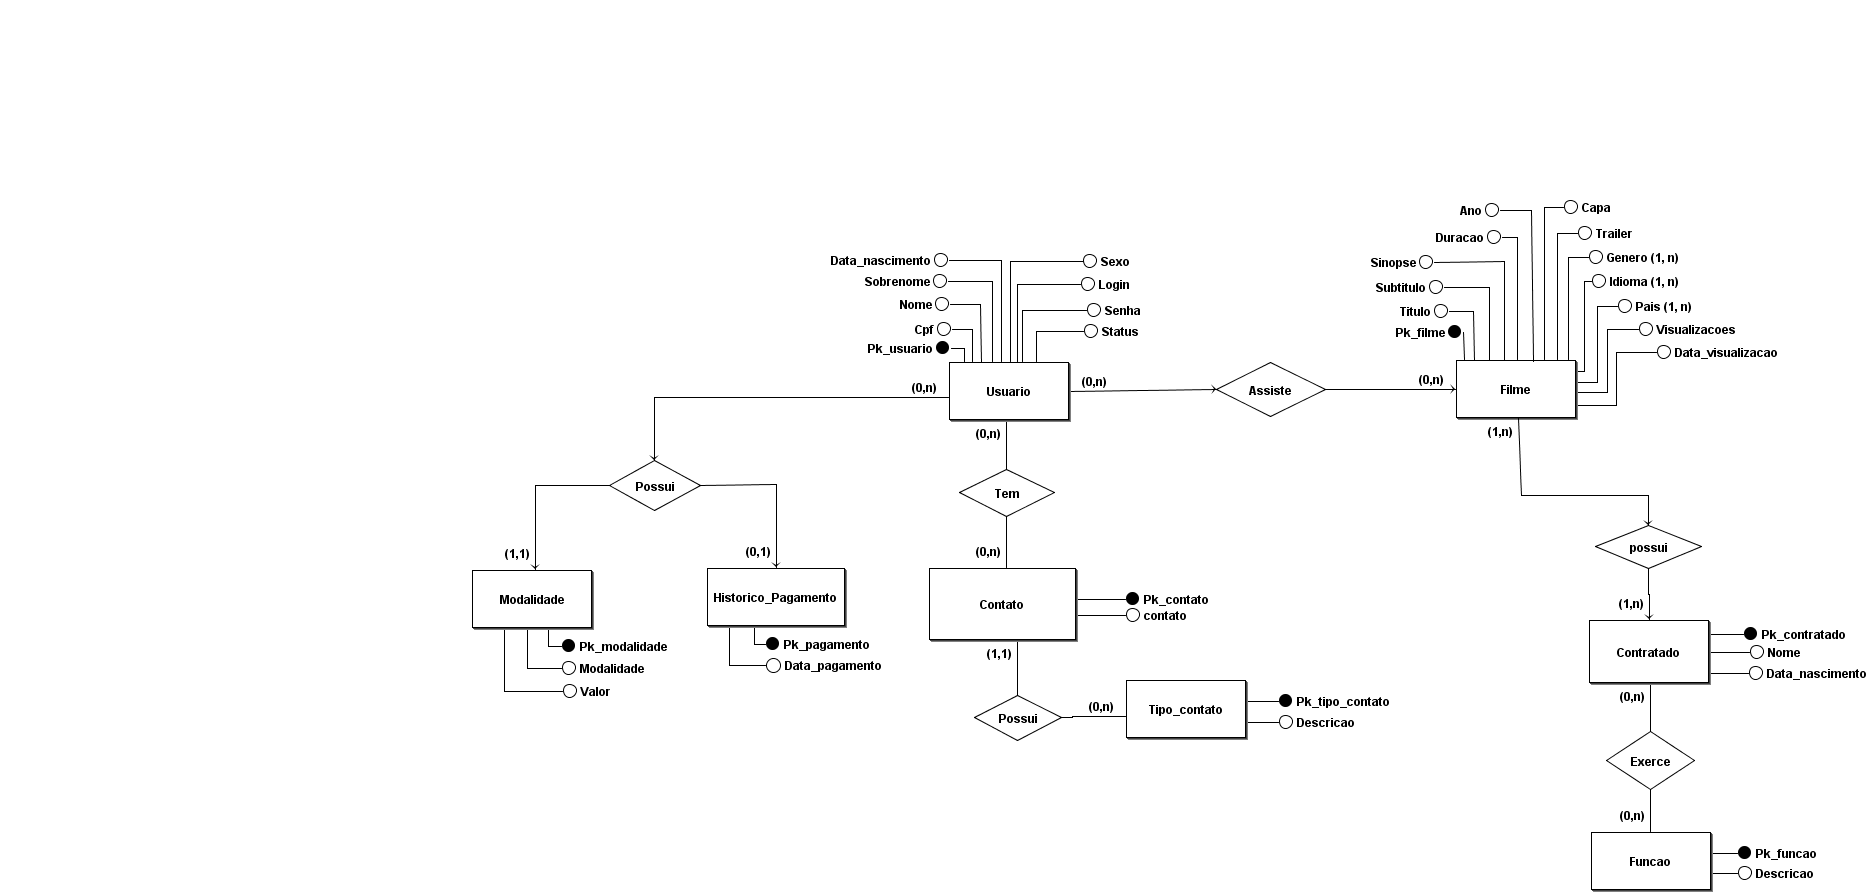 Ano
Capa
Duracao
Trailer
Sinopse
Genero (1, n)
Subtitulo
Idioma (1, n)
Titulo
Pais (1, n)
Pk_filme
Visualizacoes
Data_visualizacao
Data_nascimento
Sexo
Sobrenome
Login
Nome
Senha
Cpf
Status
Pk_usuario
(0,n)
Usuario
(0,n)
Assiste
(0,n)
Filme
(0,n)
(1,n)
Possui
Tem
possui
(1,1)
(0,1)
(0,n)
(1,n)
Modalidade
Pk_modalidade
Modalidade
Valor
Historico_Pagamento
Pk_pagamento
Data_pagamento
Contato
Pk_contato
contato
(1,1)
Possui
(0,n)
Tipo_contato
Pk_tipo_contato
Descricao
Contratado
Pk_contratado
Nome
Data_nascimento
(0,n)
Exerce
(0,n)
Funcao
Pk_funcao
Descricao